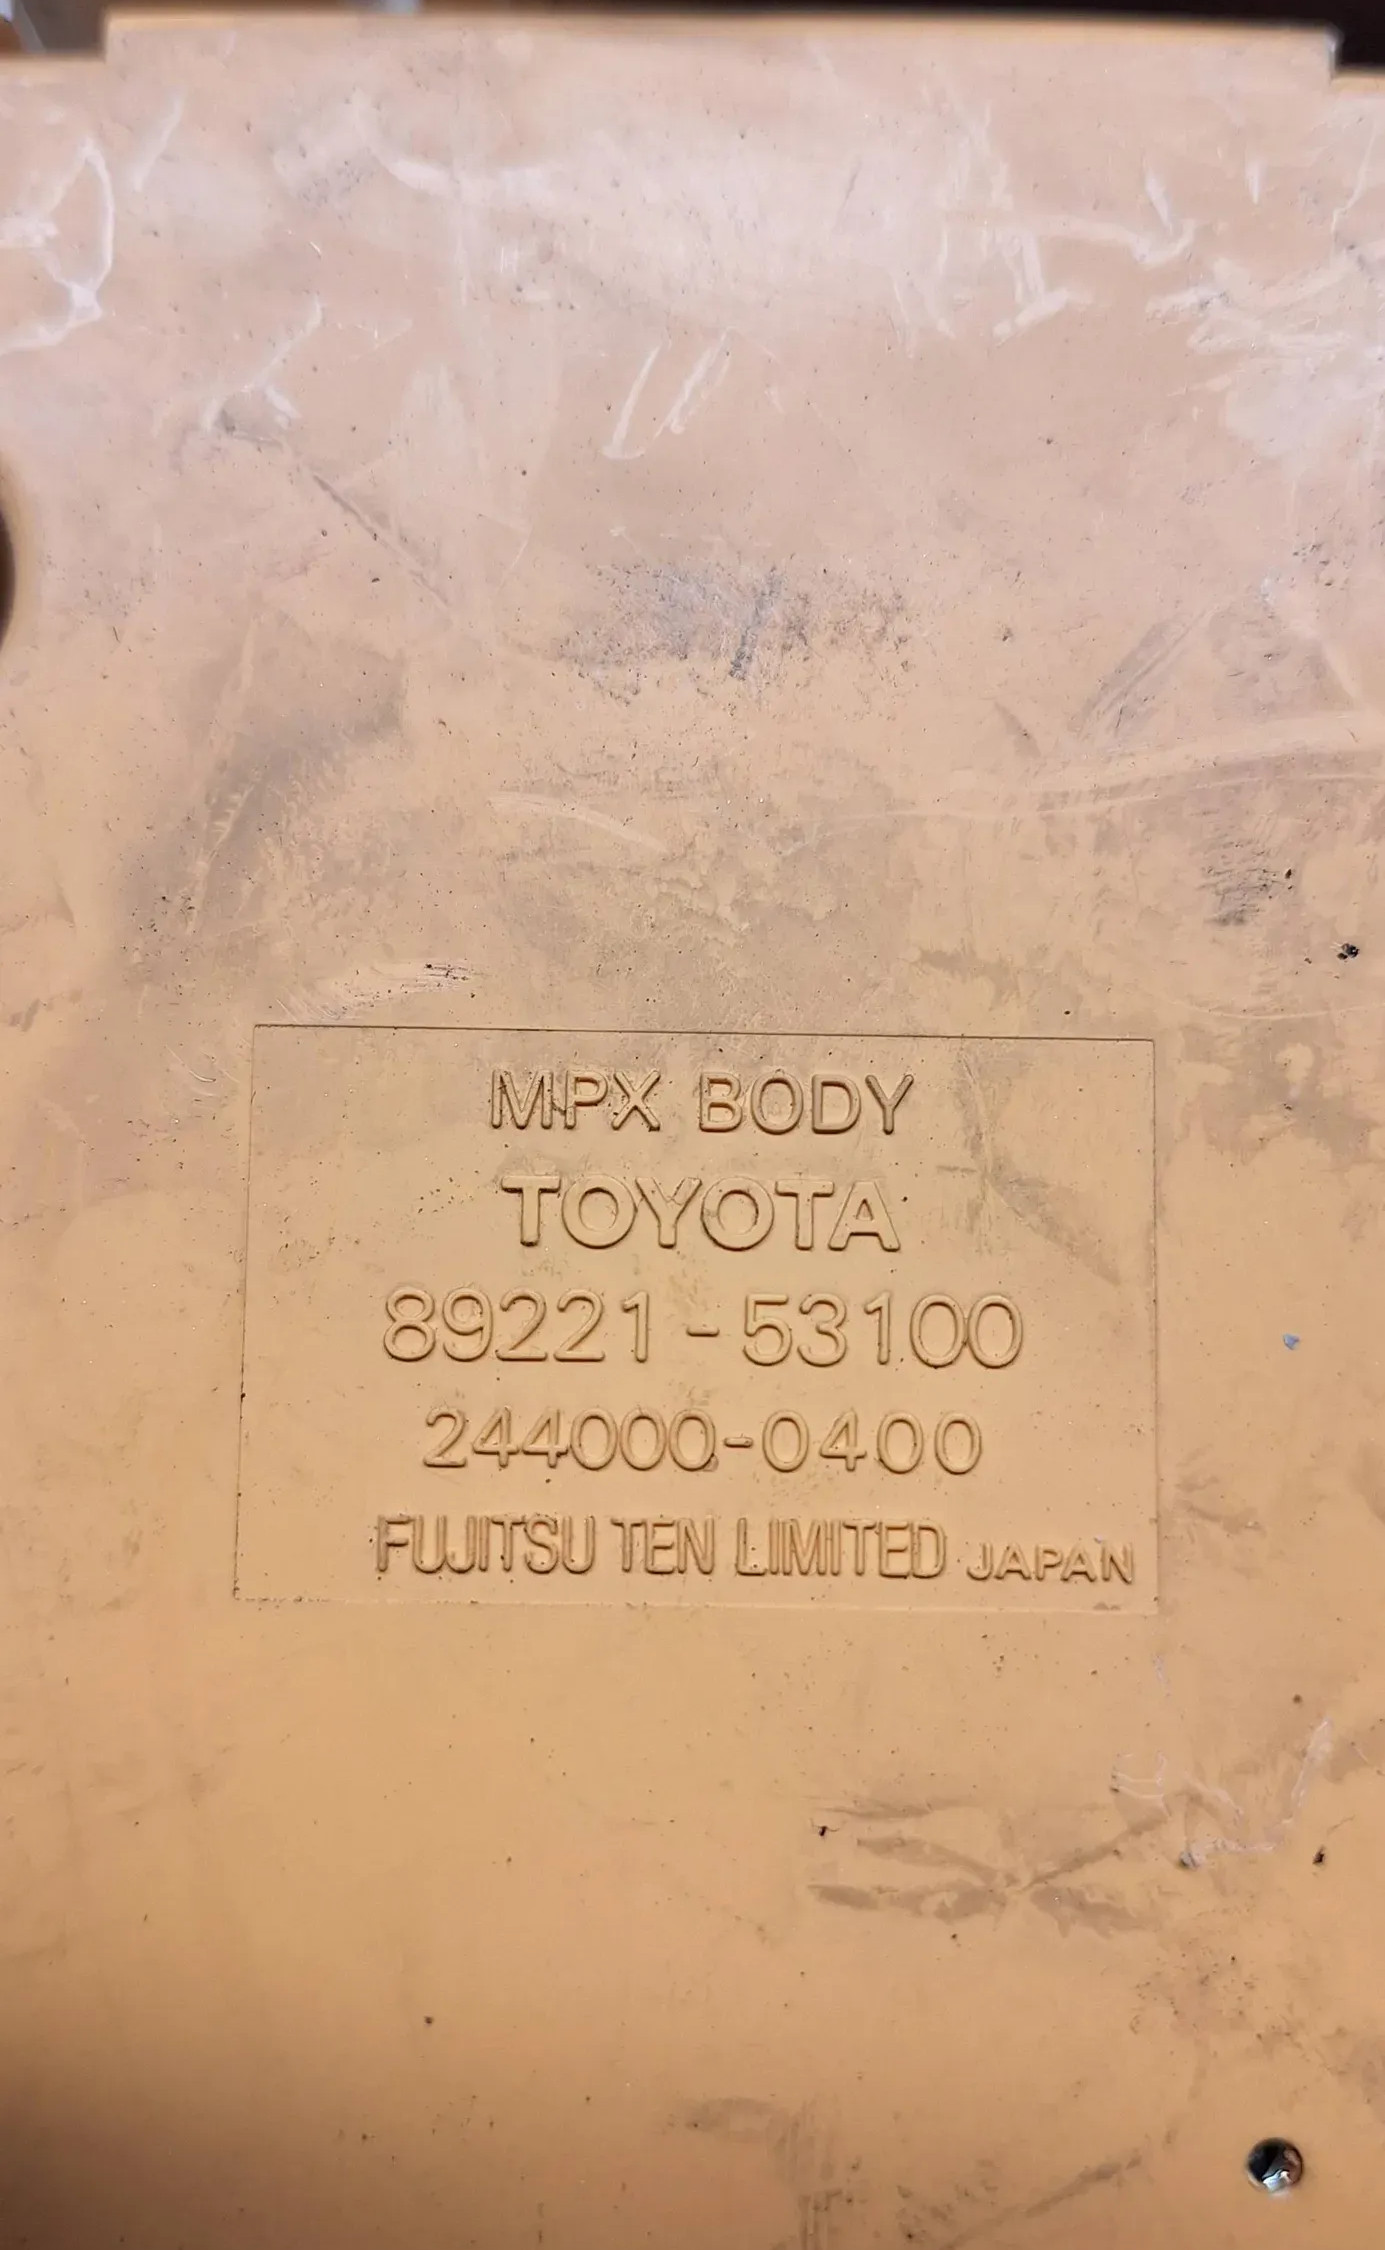 MPX BODY
TOYOTA
89221-53100
244000-0400
FUJITSU TEN LIMITED JAPAN